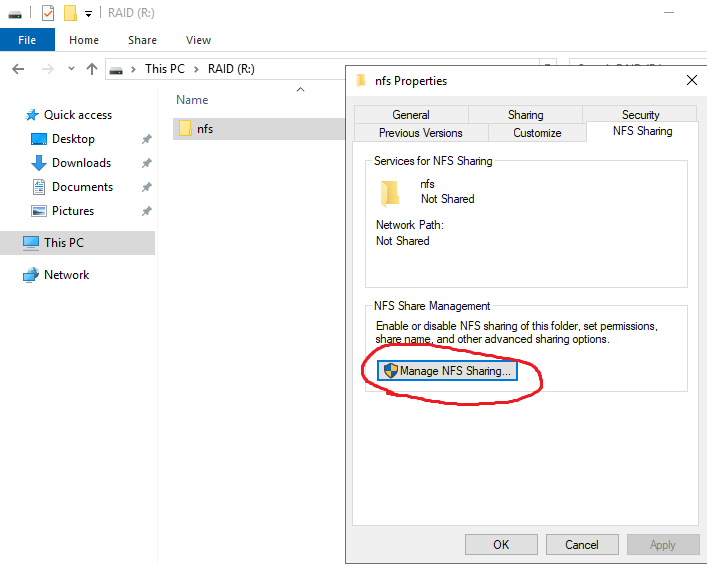 RAID (R:)
File
Home
Share
View
This PC
RAID (R:)
Name
Quick access
Desktop
Downloads
Documents
Pictures
This PC
Network
nfs
nfs Properties
General
Sharing
Security
Previous Versions
Customize
NFS Sharing
Services for NFS Sharing
nfs
Not Shared
Network Path:
Not Shared
NFS Share Management
Enable or disable NFS sharing of this folder, set permissions,
share name, and other advanced sharing options.
Manage NFS Sharing...
OK
Cancel
Apply